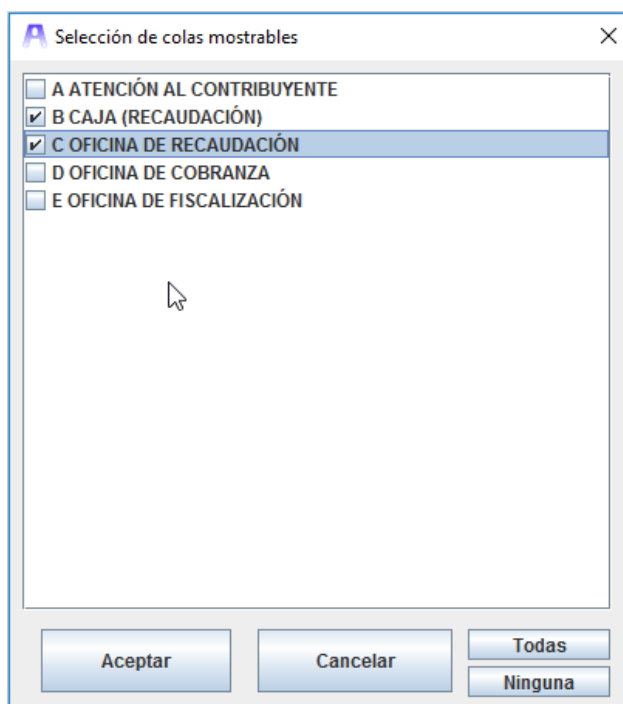 Selección de colas mostrables
A ATENCIÓN AL CONTRIBUYENTE
B CAJA (RECAUDACIÓN)
C OFICINA DE RECAUDACIÓN
D OFICINA DE COBRANZA
E OFICINA DE FISCALIZACIÓN
Aceptar
Cancelar
Todas
Ninguna